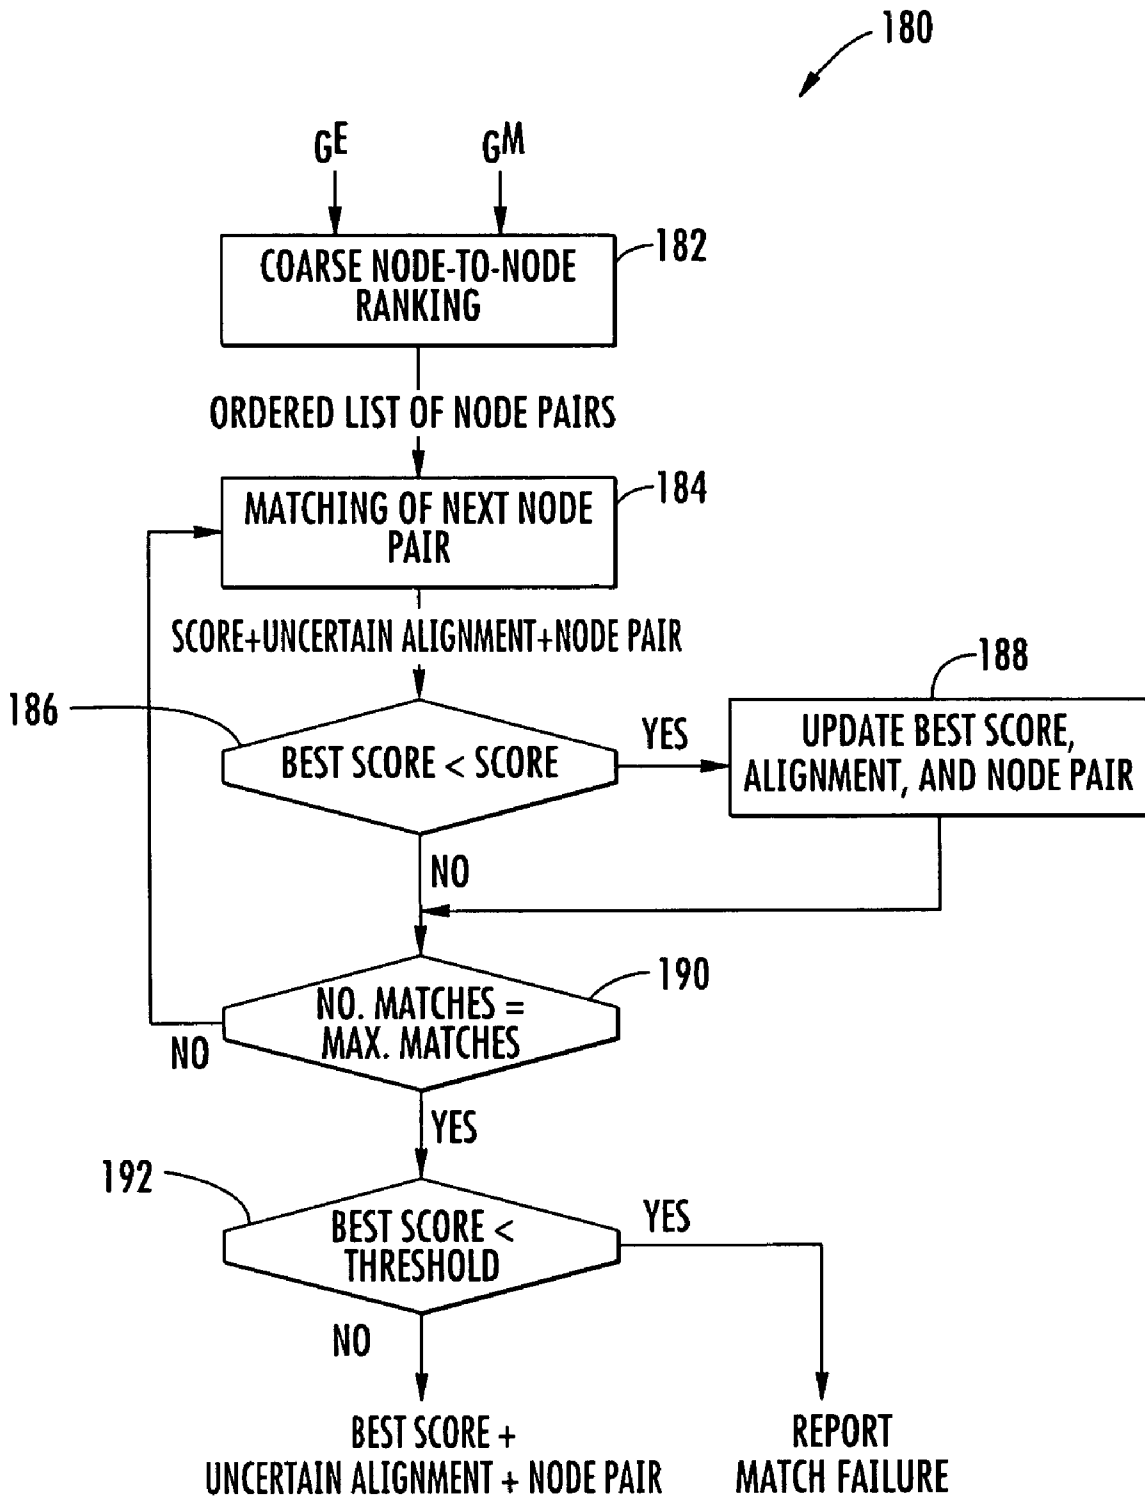 180
Gᴱ
Gᴹ
182
COARSE NODE-TO-NODE
RANKING
ORDERED LIST OF NODE PAIRS
184
MATCHING OF NEXT NODE
PAIR
SCORE+UNCERTAIN ALIGNMENT+NODE PAIR
188
186
BEST SCORE < SCORE
YES
UPDATE BEST SCORE,
ALIGNMENT, AND NODE PAIR
NO
190
NO. MATCHES =
MAX. MATCHES
NO
YES
192
BEST SCORE <
THRESHOLD
YES
NO
BEST SCORE +
UNCERTAIN ALIGNMENT + NODE PAIR
REPORT
MATCH FAILURE